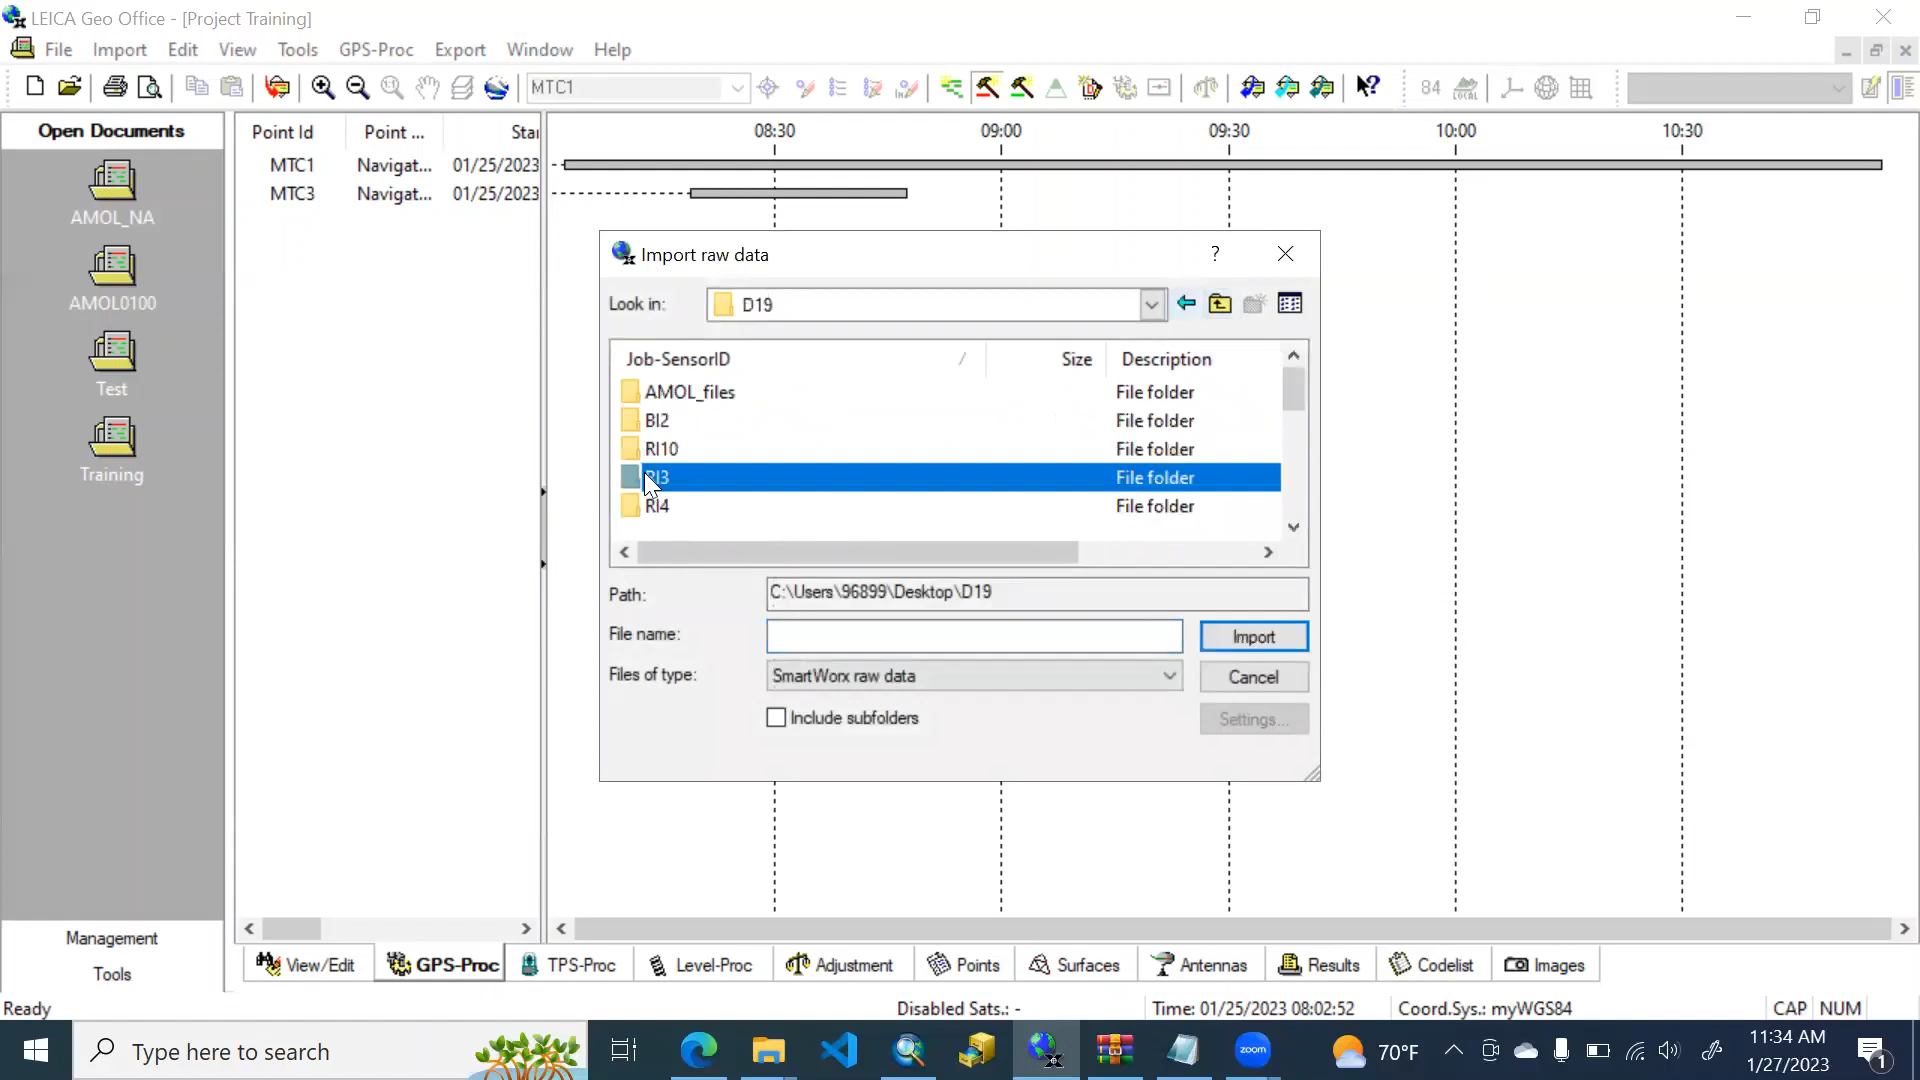 LEICA Geo Office - [Project Training]
File Import Edit View Tools GPS-Proc Export Window Help
MTC1
84
LOCAL
Open Documents
AMOL_NA
AMOL0100
Test
Training
Management
Tools
Point Id Point ... Star
MTC1 Navigat... 01/25/2023
MTC3 Navigat... 01/25/2023
08:30 09:00 09:30 10:00 10:30
Import raw data
?
Look in: D19
Job-SensorID / Size Description
AMOL_files File folder
BI2 File folder
RI10 File folder
RI3 File folder
RI4 File folder
Path: C:\Users\96899\Desktop\D19
File name: Import
Files of type: SmartWorx raw data Cancel
Include subfolders Settings...
View/Edit GPS-Proc TPS-Proc Level-Proc Adjustment Points Surfaces Antennas Results Codelist Images
Ready Disabled Sats.: - Time: 01/25/2023 08:02:52 Coord.Sys.: myWGS84 CAP NUM
Type here to search zoom 70°F 11:34 AM
1/27/2023
1